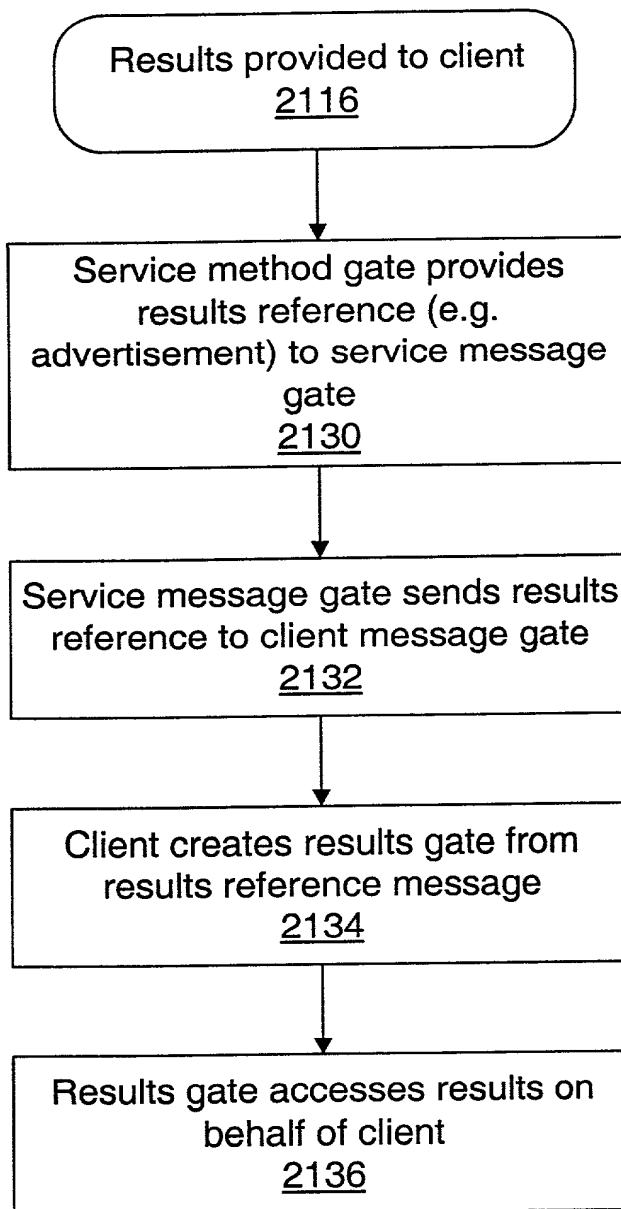 Results provided to client
2116
Service method gate provides
results reference (e.g.
advertisement) to service message
gate
2130
Service message gate sends results
reference to client message gate
2132
Client creates results gate from
results reference message
2134
Results gate accesses results on
behalf of client
2136